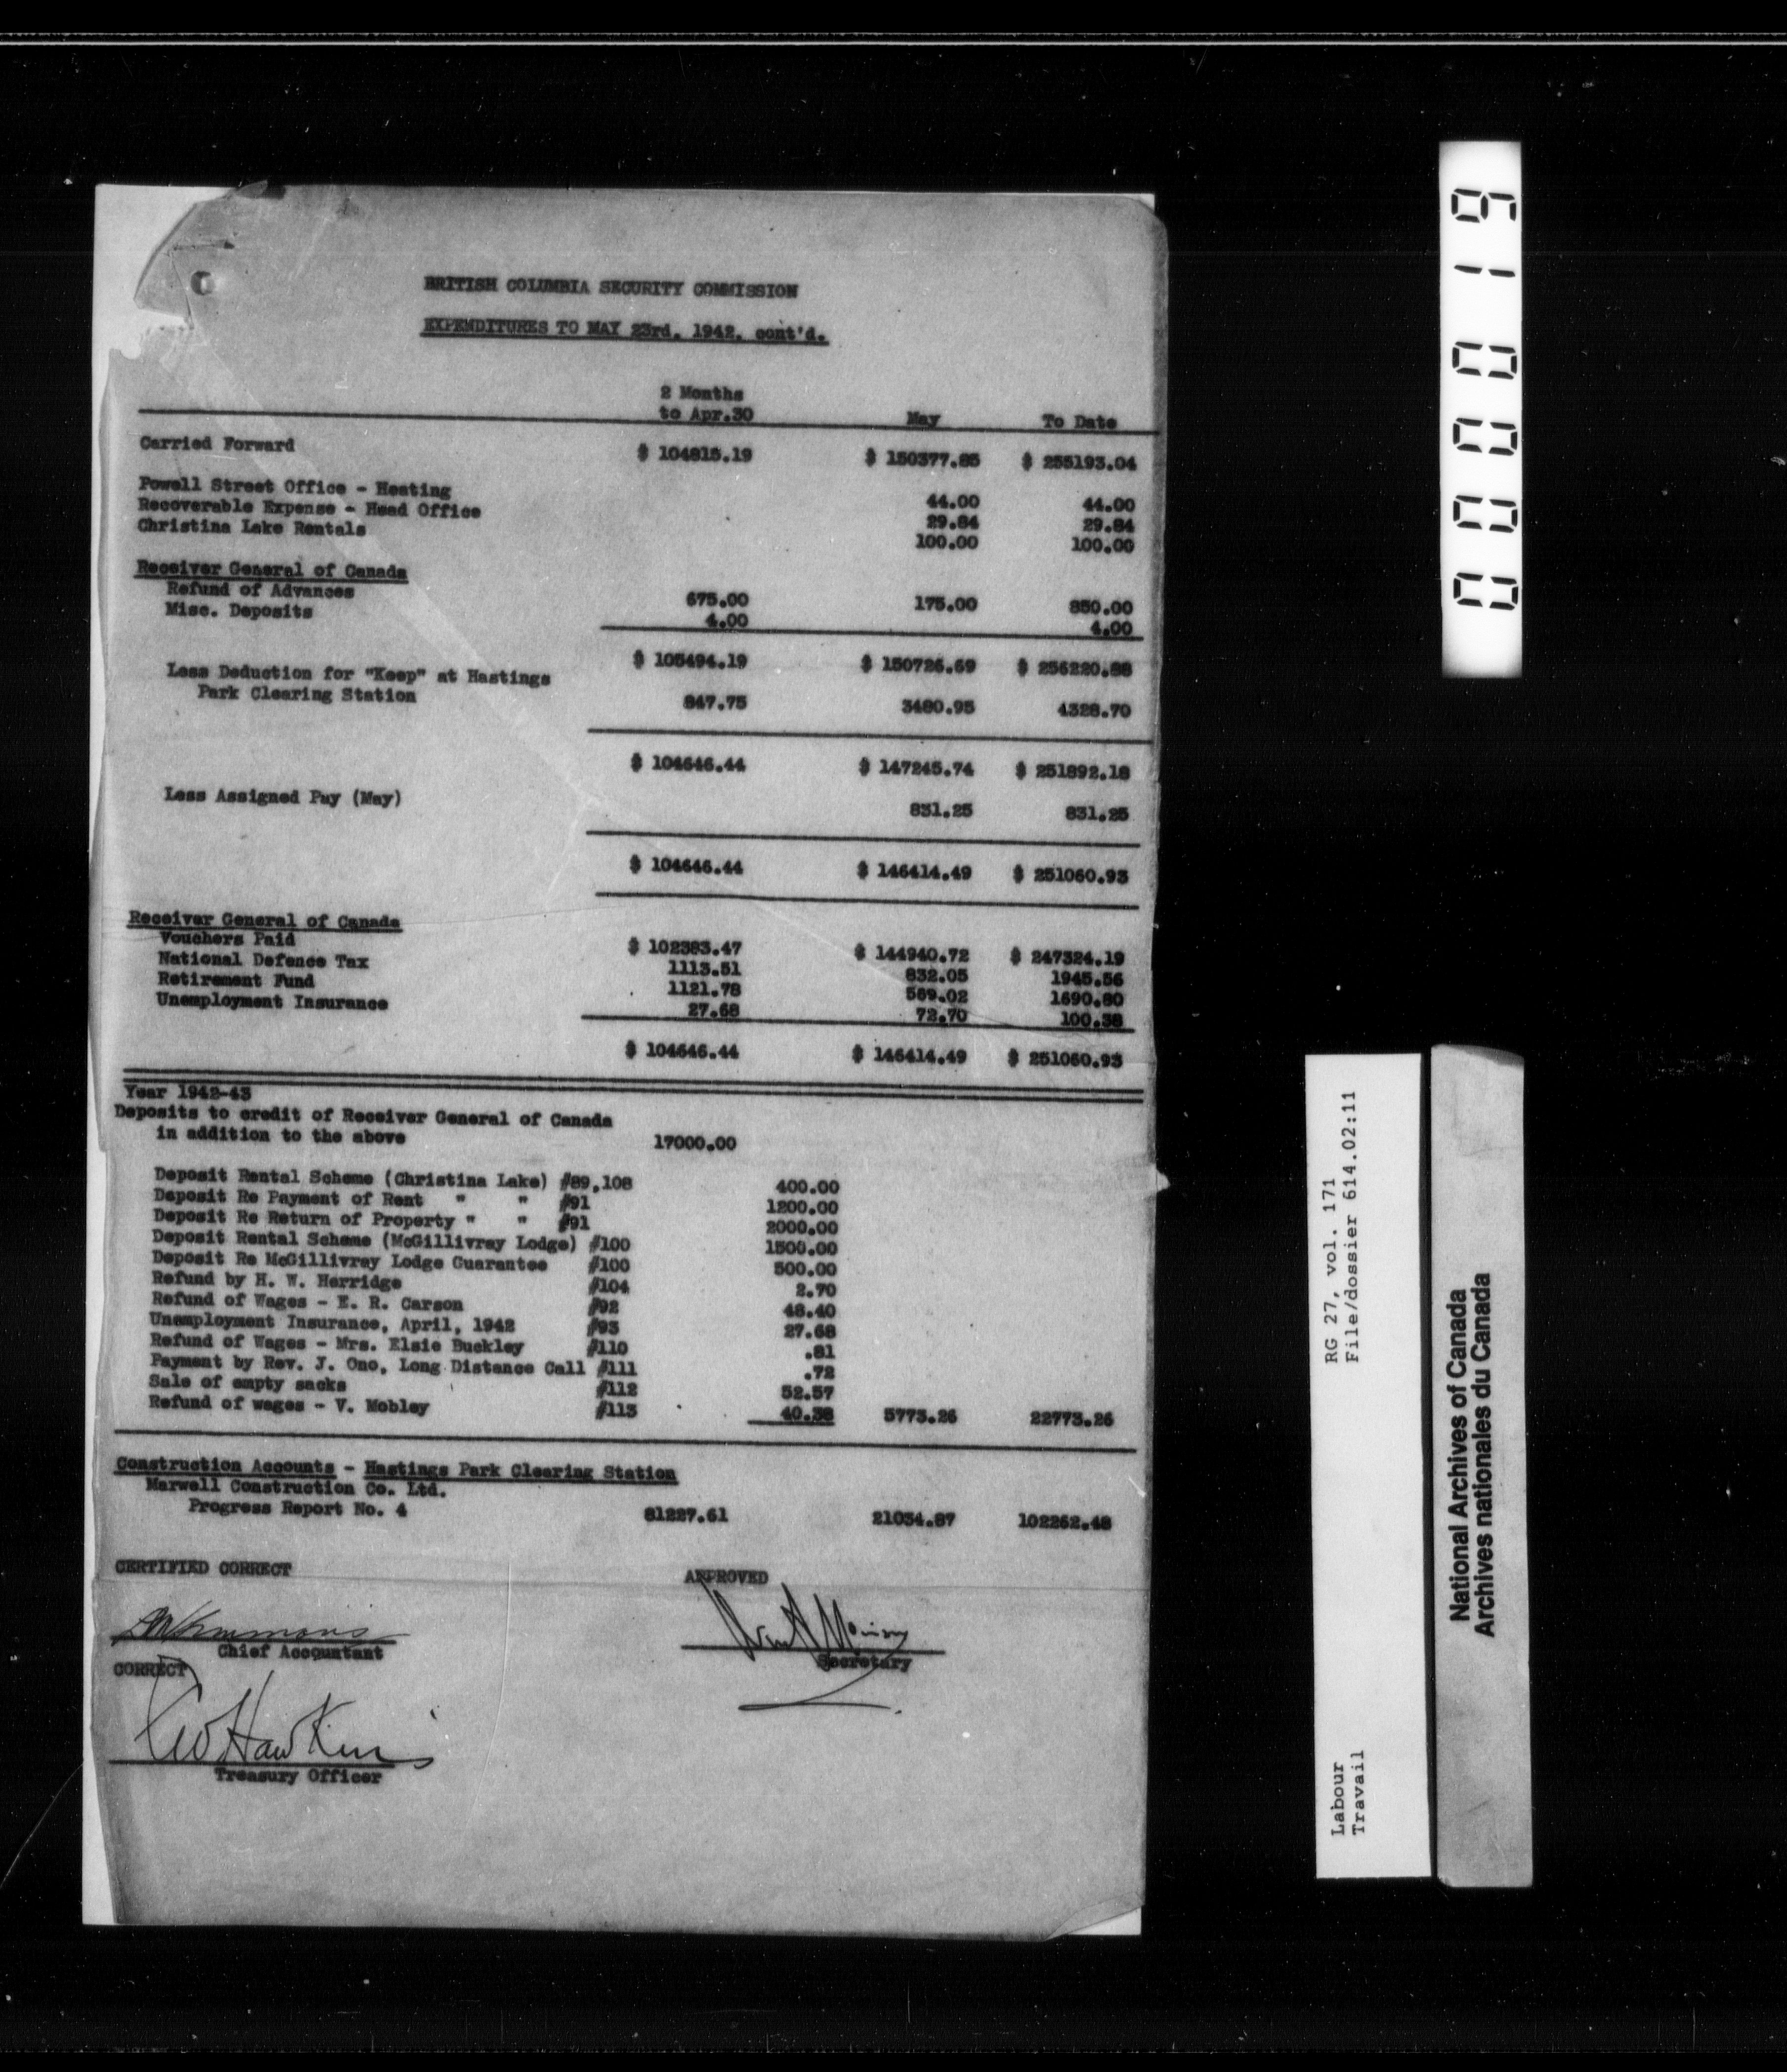 BRITISH COLUMBIA SECURITY COMMISSION
EXPENDITURES TO MAY 23rd, 1942, cont'd.
2 Months
to Apr.30 May To Date
Carried Forward $ 104815.19 $ 150377.85 $ 255193.04
Powell Street Office - Heating 44.00 44.00
Recoverable Expense - Head Office 29.84 29.84
Christina Lake Rentals 100.00 100.00
Receiver General of Canada
Refund of Advances 675.00 175.00 850.00
Misc. Deposits 4.00 4.00
$ 105494.19 $ 150726.69 $ 256220.88
Less Deduction for "Keep" at Hastings
Park Clearing Station 847.75 3480.95 4328.70
$ 104646.44 $ 147245.74 $ 251892.18
Less Assigned Pay (May) 831.25 831.25
$ 104646.44 $ 146414.49 $ 251060.93
Receiver General of Canada
Vouchers Paid $ 102383.47 $ 144940.72 $ 247324.19
National Defence Tax 1113.51 832.05 1945.56
Retirement Fund 1121.78 569.02 1690.80
Unemployment Insurance 27.68 72.70 100.38
$ 104646.44 $ 146414.49 $ 251060.93
Year 1942-43
Deposits to credit of Receiver General of Canada
in addition to the above 17000.00
Deposit Rental Scheme (Christina Lake) #89,108 400.00
Deposit Re Payment of Rent " " #91 1200.00
Deposit Re Return of Property " " #91 2000.00
Deposit Rental Scheme (McGillivray Lodge) #100 1500.00
Deposit Re McGillivray Lodge Guarantee #100 500.00
Refund by H. W. Herridge #104 2.70
Refund of Wages - E. R. Carson #92 48.40
Unemployment Insurance, April, 1942 #93 27.68
Refund of Wages - Mrs. Elsie Buckley #110 .81
Payment by Rev. J. Ono, Long Distance Call #111 .72
Sale of empty sacks #112 52.57
Refund of wages - V. Mobley #113 40.38 5773.26 22773.26
Construction Accounts - Hastings Park Clearing Station
Marwell Construction Co. Ltd.
Progress Report No. 4 81227.61 21034.87 102262.48
CERTIFIED CORRECT APPROVED
Chief Accountant Secretary
CORRECT
Geo Hawkins
Treasury Officer
000019
RG 27, vol. 171
File/dossier 614.02:11
Labour
Travail
National Archives of Canada
Archives nationales du Canada